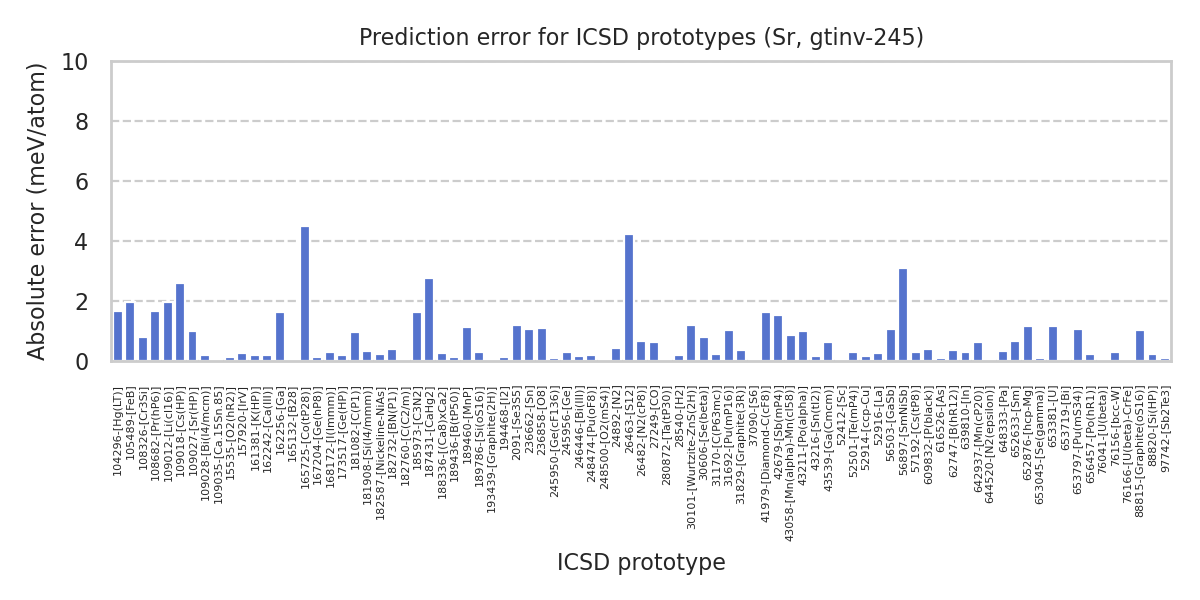 Prediction error for ICSD prototypes (Sr, gtinv-245)
Absolute error (meV/atom)
10
8
6
4
2
0
104296-[Hg(LT)]
105489-[FeB]
108326-[Cr3Si]
108682-[Pr(hP6)]
109012-[Li(cI16)]
109018-[Cs(HP)]
109027-[Sr(HP)]
109028-[Bi(I4/mcm)]
109035-[Ca.15Sn.85]
15535-[O2(hR2)]
157920-[IrV]
161381-[K(HP)]
162242-[Ca(III)]
162256-[Ga]
165132-[B28]
165725-[Co(tP28)]
167204-[Ge(hP8)]
168172-[I(Immm)]
173517-[Ge(HP)]
181082-[C(P1)]
181908-[Si(I4/mmm)]
182587-[Nickeline-NiAs]
182732-[BN(P1)]
182760-[C(C2/m)]
185973-[C3N2]
187431-[CaHg2]
188336-[(Ca8)xCa2]
189436-[B(tP50)]
189460-[MnP]
189786-[Si(oS16)]
193439-[Graphite(2H)]
194468-[I2]
2091-[Se3S5]
236662-[Sn]
236858-[O8]
245950-[Ge(cF136)]
245956-[Ge]
246446-[Bi(III)]
248474-[Pu(oF8)]
248500-[O2(mS4)]
24892-[N2]
26463-[S12]
26482-[N2(cP8)]
27249-[CO]
280872-[Ta(tP30)]
28540-[H2]
30101-[Wurtzite-ZnS(2H)]
30606-[Se(beta)]
31170-[C(P63mc)]
31692-[Pu(mP16)]
31829-[Graphite(3R)]
37090-[S6]
41979-[Diamond-C(cF8)]
42679-[Sb(mP4)]
43058-[Mn(alpha)-Mn(cI58)]
43211-[Po(alpha)]
43216-[Sn(tI2)]
43539-[Ga(Cmcm)]
52412-[Sc]
52501-[Te(mP4)]
52914-[ccp-Cu]
52916-[La]
56503-[GaSb]
56897-[SmNiSb]
57192-[Cs(tP8)]
609832-[P(black)]
616526-[As]
62747-[B(hR12)]
639810-[In]
642937-[Mn(cP20)]
644520-[N2(epsilon)]
648333-[Pa]
652633-[Sm]
652876-[hcp-Mg]
653045-[Se(gamma)]
653381-[U]
653719-[I4]
653797-[Pu(mS34)]
656457-[Po(hR1)]
76041-[U(beta)]
76156-[bcc-W]
76166-[U(beta)-CrFe]
88815-[Graphite(oS16)]
88820-[Si(HP)]
97742-[Sb2Te3]
ICSD prototype